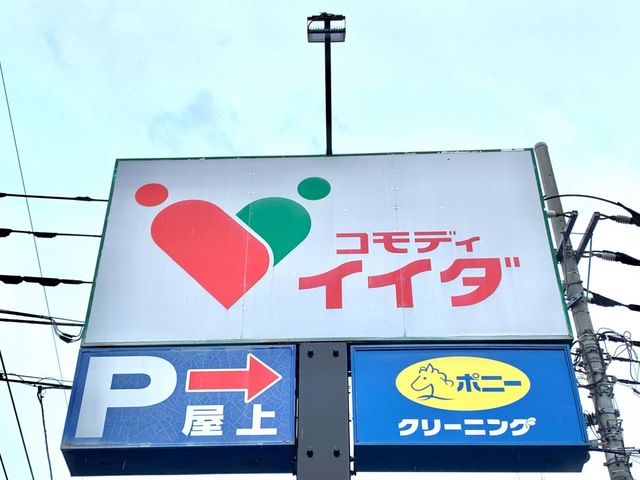 コモディ
イイダ
P
屋上
ポニー
クリーニング